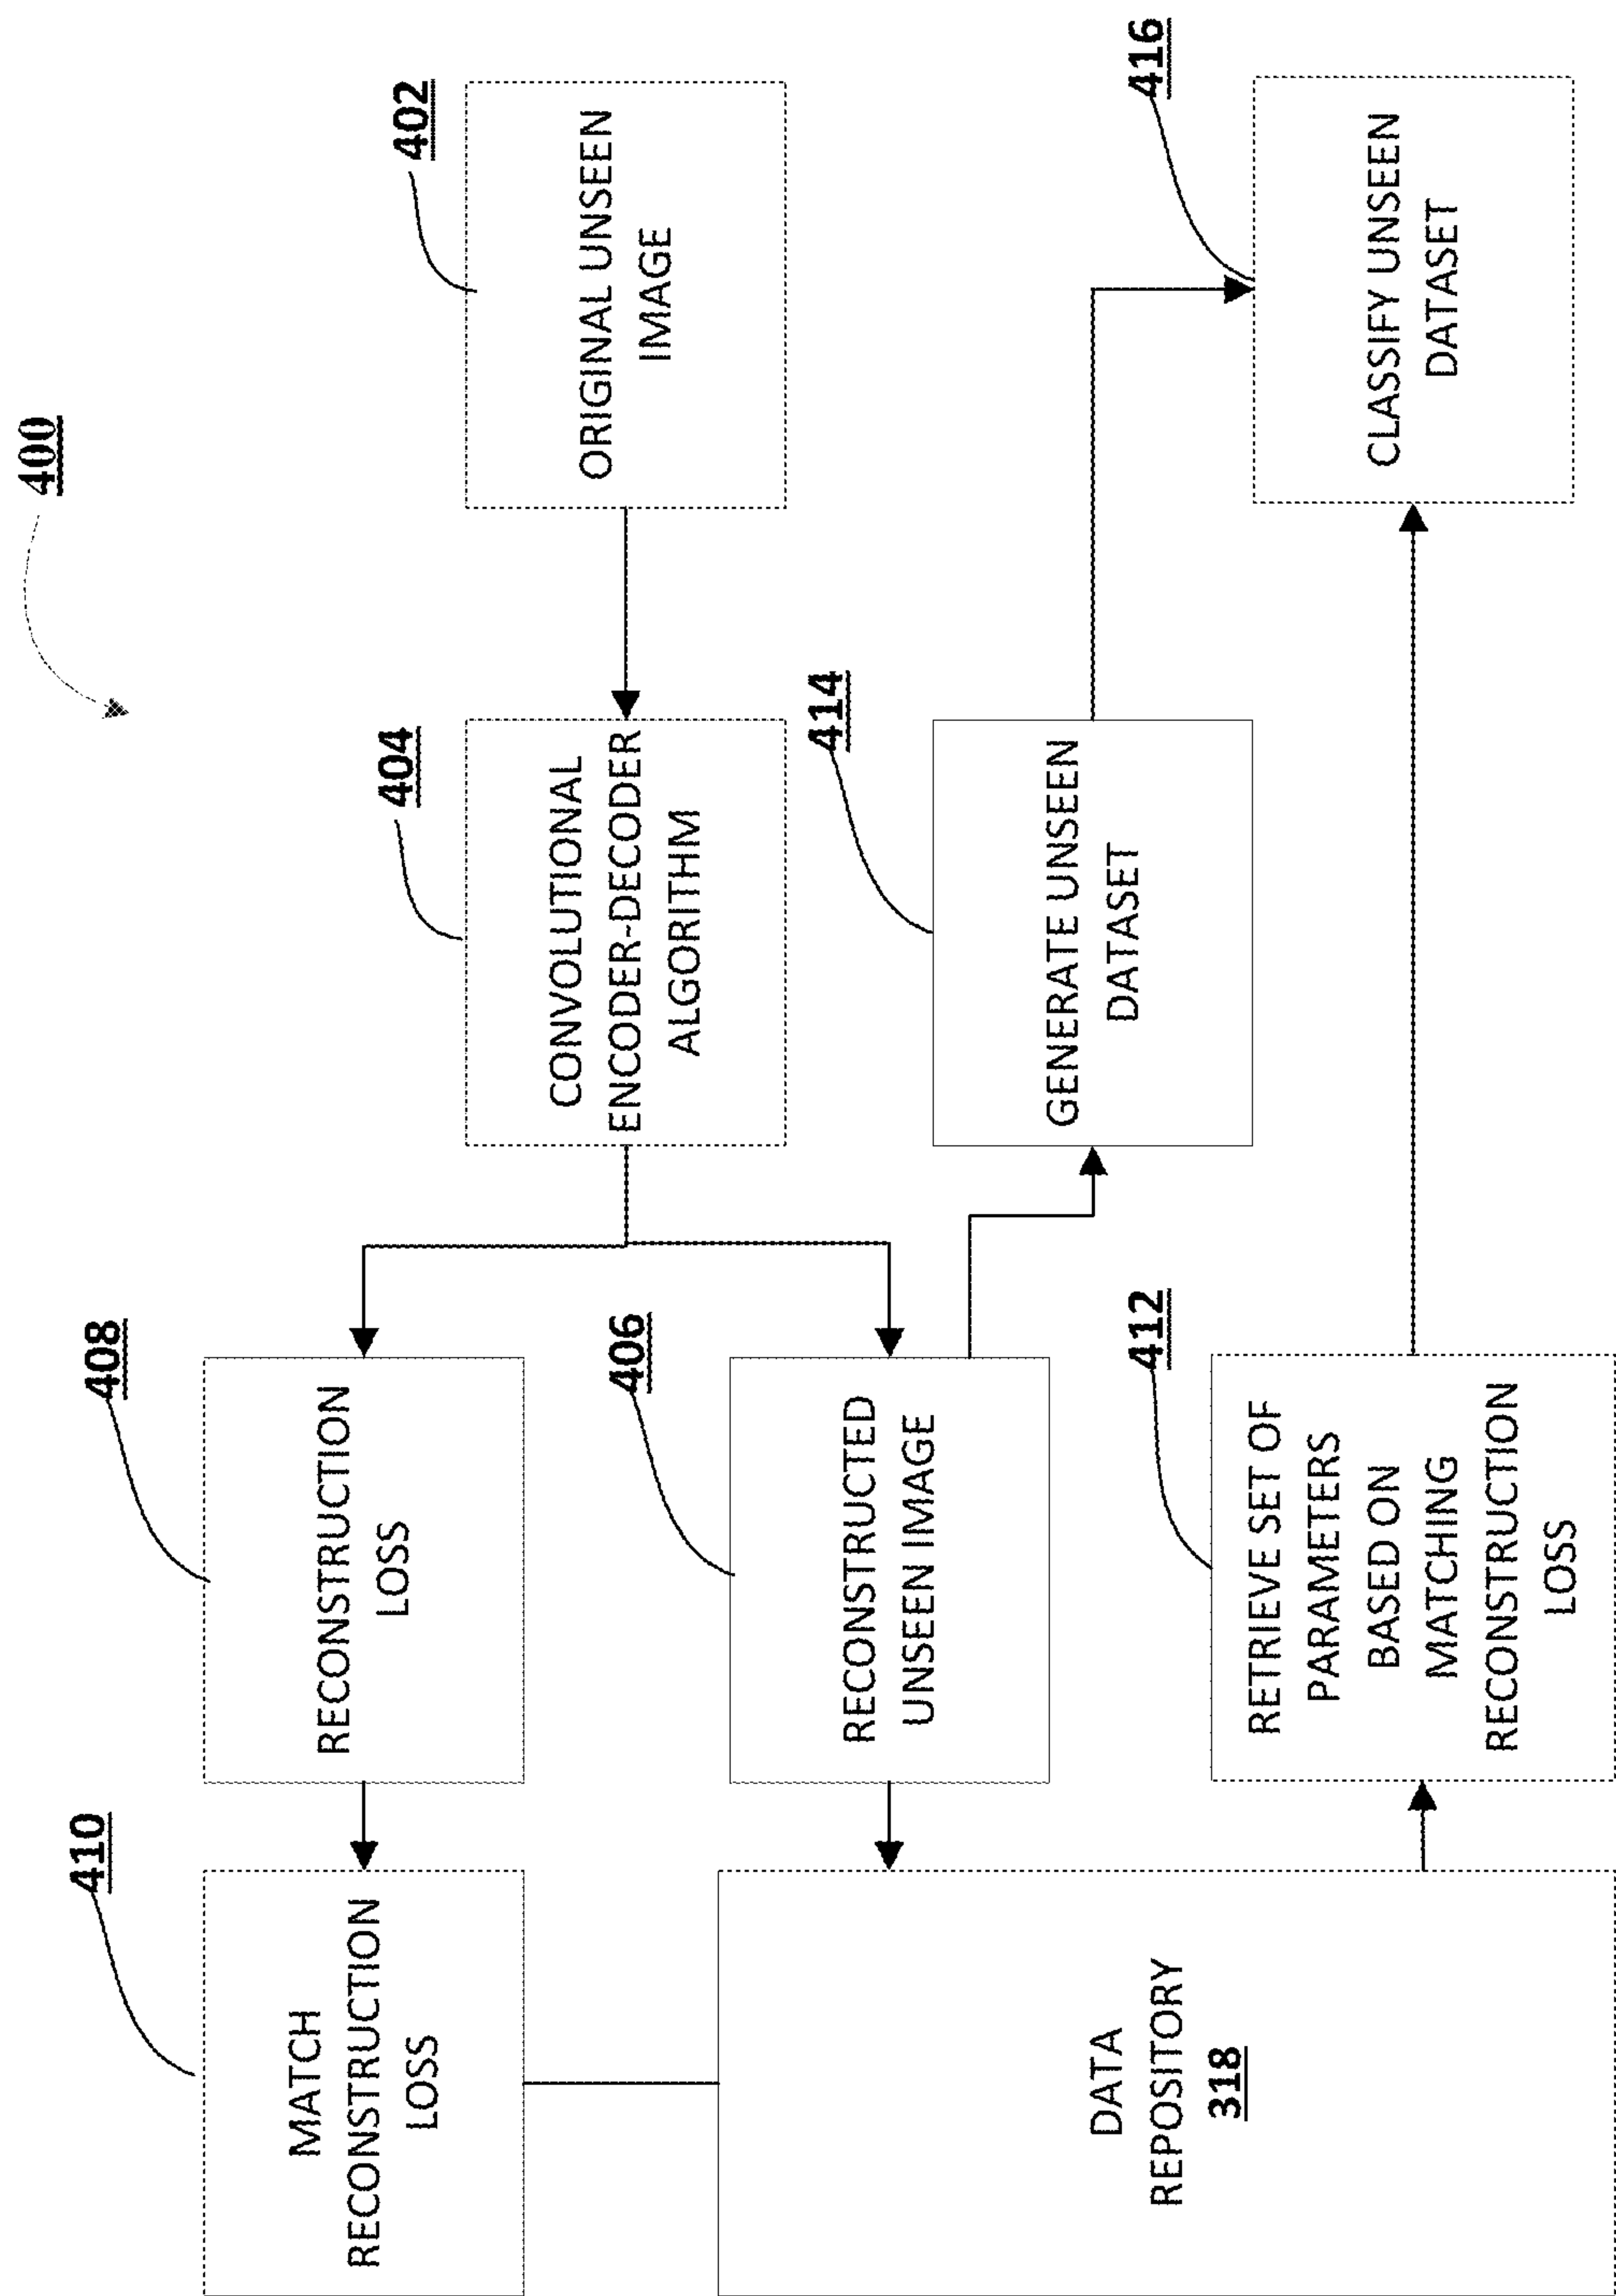 400
402
ORIGINAL UNSEEN
IMAGE
404
CONVOLUTIONAL
ENCODER-DECODER
ALGORITHM
408
RECONSTRUCTION
LOSS
410
MATCH
RECONSTRUCTION
LOSS
406
RECONSTRUCTED
UNSEEN IMAGE
DATA
REPOSITORY
318
412
RETRIEVE SET OF
PARAMETERS
BASED ON
MATCHING
RECONSTRUCTION
LOSS
414
GENERATE UNSEEN
DATASET
416
CLASSIFY UNSEEN
DATASET